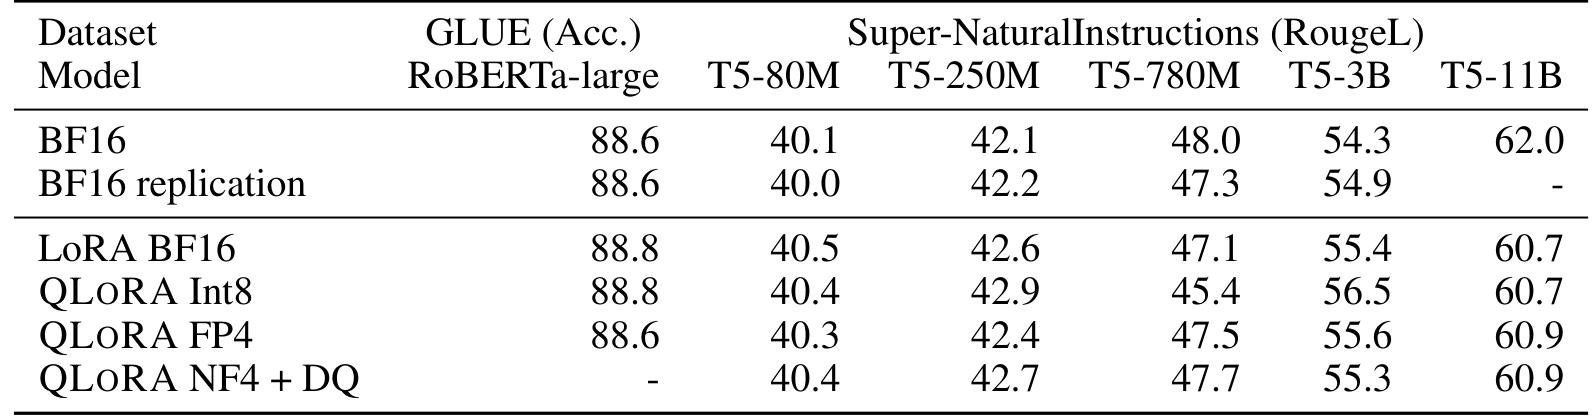 Dataset GLUE (Acc.) Super-NaturalInstructions (RougeL)
Model RoBERTa-large T5-80M T5-250M T5-780M T5-3B T5-11B
BF16 88.6 40.1 42.1 48.0 54.3 62.0
BF16 replication 88.6 40.0 42.2 47.3 54.9 -
LoRA BF16 88.8 40.5 42.6 47.1 55.4 60.7
QLORA Int8 88.8 40.4 42.9 45.4 56.5 60.7
QLORA FP4 88.6 40.3 42.4 47.5 55.6 60.9
QLORA NF4 + DQ - 40.4 42.7 47.7 55.3 60.9